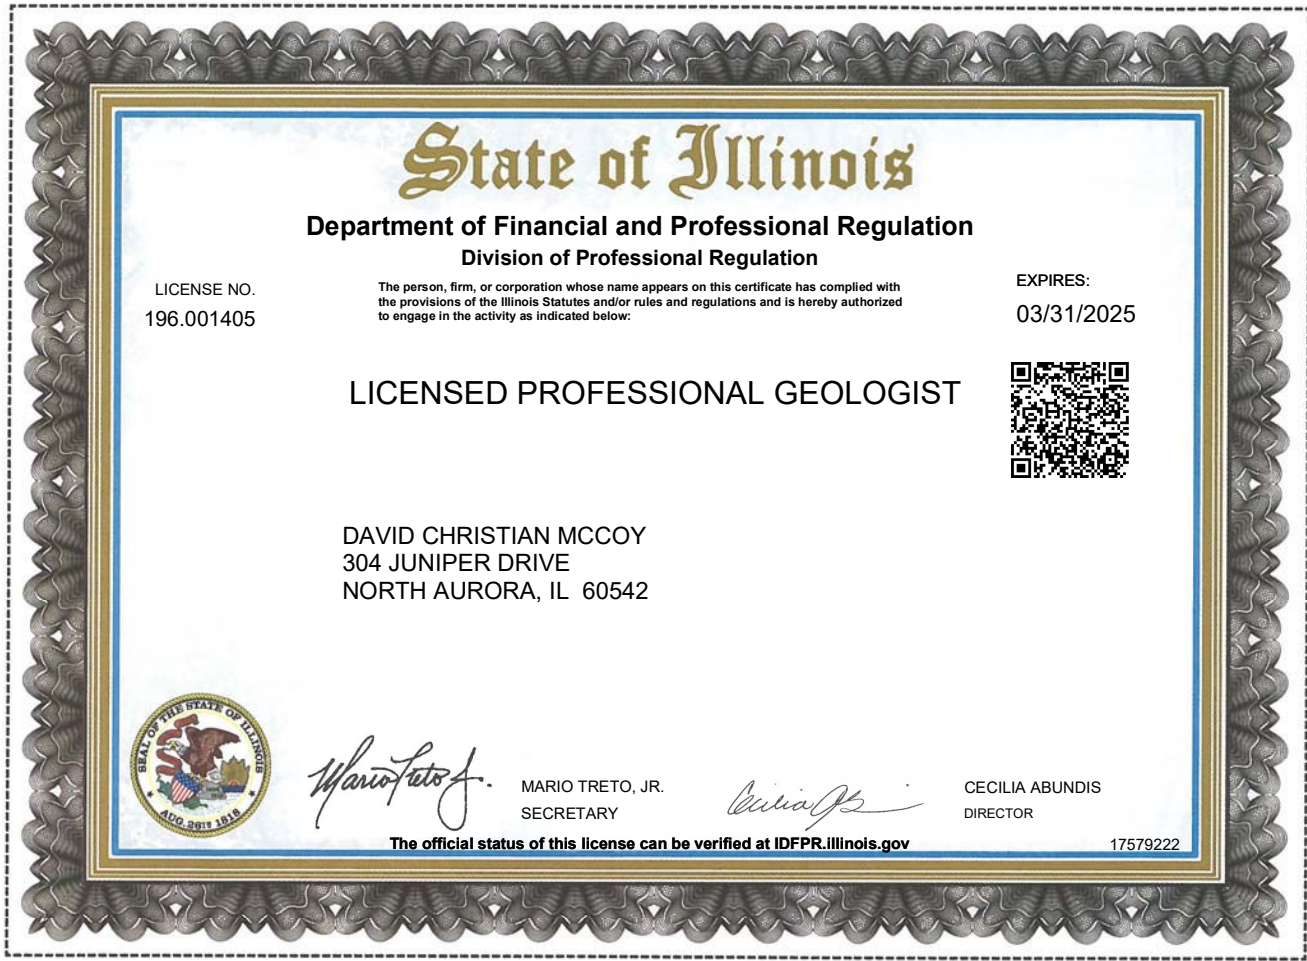 State of Illinois
Department of Financial and Professional Regulation
Division of Professional Regulation
LICENSE NO.
196.001405
The person, firm, or corporation whose name appears on this certificate has complied with
the provisions of the Illinois Statutes and/or rules and regulations and is hereby authorized
to engage in the activity as indicated below:
EXPIRES:
03/31/2025
LICENSED PROFESSIONAL GEOLOGIST
DAVID CHRISTIAN MCCOY
304 JUNIPER DRIVE
NORTH AURORA, IL 60542
SEAL OF THE STATE OF ILLINOIS
AUG. 26TH 1818
Mario Treto Jr.
MARIO TRETO, JR.
SECRETARY
CECILIA ABUNDIS
DIRECTOR
The official status of this license can be verified at IDFPR.illinois.gov
17579222